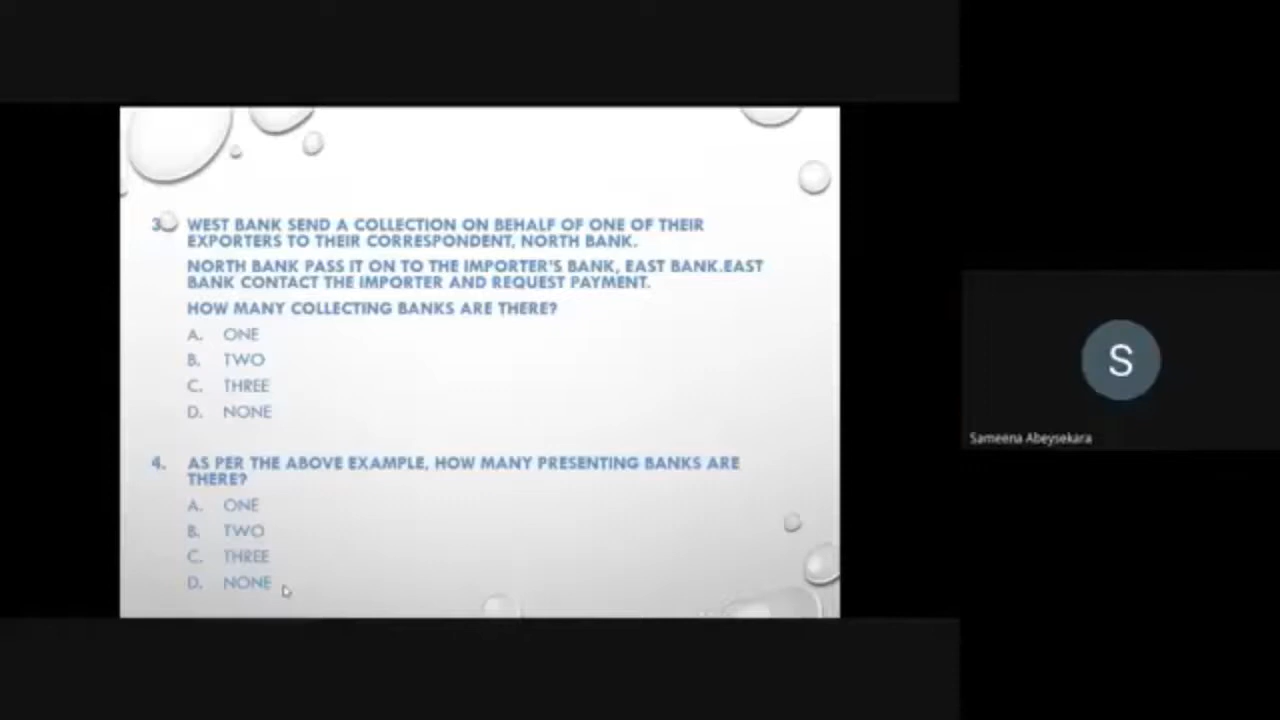 3. WEST BANK SEND A COLLECTION ON BEHALF OF ONE OF THEIR
EXPORTERS TO THEIR CORRESPONDENT, NORTH BANK.
NORTH BANK PASS IT ON TO THE IMPORTER'S BANK, EAST BANK.EAST
BANK CONTACT THE IMPORTER AND REQUEST PAYMENT.
HOW MANY COLLECTING BANKS ARE THERE?
A. ONE
B. TWO
C. THREE
D. NONE
4. AS PER THE ABOVE EXAMPLE, HOW MANY PRESENTING BANKS ARE
THERE?
A. ONE
B. TWO
C. THREE
D. NONE
S
Sameena Abeysekara